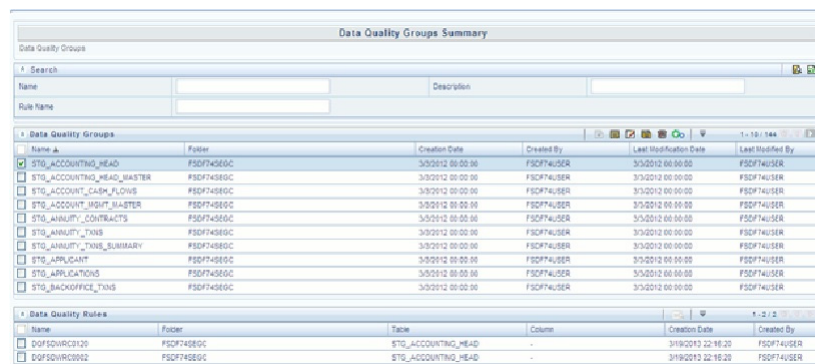 Data Quality Groups Summary
Data Quality Groups
Search
Name Description
Rule Name
Data Quality Groups 1 - 10 / 144
Name Folder Creation Date Created By Last Modification Date Last Modified By
STG_ACCOUNTING_HEAD FSDF74SEGC 3/3/2012 00:00:00 FSDF74USER 3/3/2012 00:00:00 FSDF74USER
STG_ACCOUNTING_HEAD_MASTER FSDF74SEGC 3/3/2012 00:00:00 FSDF74USER 3/3/2012 00:00:00 FSDF74USER
STG_ACCOUNT_CASH_FLOWS FSDF74SEGC 3/3/2012 00:00:00 FSDF74USER 3/3/2012 00:00:00 FSDF74USER
STG_ACCOUNT_MGMT_MASTER FSDF74SEGC 3/3/2012 00:00:00 FSDF74USER 3/3/2012 00:00:00 FSDF74USER
STG_ANNUITY_CONTRACTS FSDF74SEGC 3/3/2012 00:00:00 FSDF74USER 3/3/2012 00:00:00 FSDF74USER
STG_ANNUITY_TXNS FSDF74SEGC 3/3/2012 00:00:00 FSDF74USER 3/3/2012 00:00:00 FSDF74USER
STG_ANNUITY_TXNS_SUMMARY FSDF74SEGC 3/3/2012 00:00:00 FSDF74USER 3/3/2012 00:00:00 FSDF74USER
STG_APPLICANT FSDF74SEGC 3/3/2012 00:00:00 FSDF74USER 3/3/2012 00:00:00 FSDF74USER
STG_APPLICATIONS FSDF74SEGC 3/3/2012 00:00:00 FSDF74USER 3/3/2012 00:00:00 FSDF74USER
STG_BACKOFFICE_TXNS FSDF74SEGC 3/3/2012 00:00:00 FSDF74USER 3/3/2012 00:00:00 FSDF74USER
Data Quality Rules 1 - 2 / 2
Name Folder Table Column Creation Date Created By
DQFSDWRC0120 FSDF74SEGC STG_ACCOUNTING_HEAD - 3/19/2013 22:16:20 FSDF74USER
DQFSDWRC0002 FSDF74SEGC STG_ACCOUNTING_HEAD - 3/19/2013 22:16:20 FSDF74USER